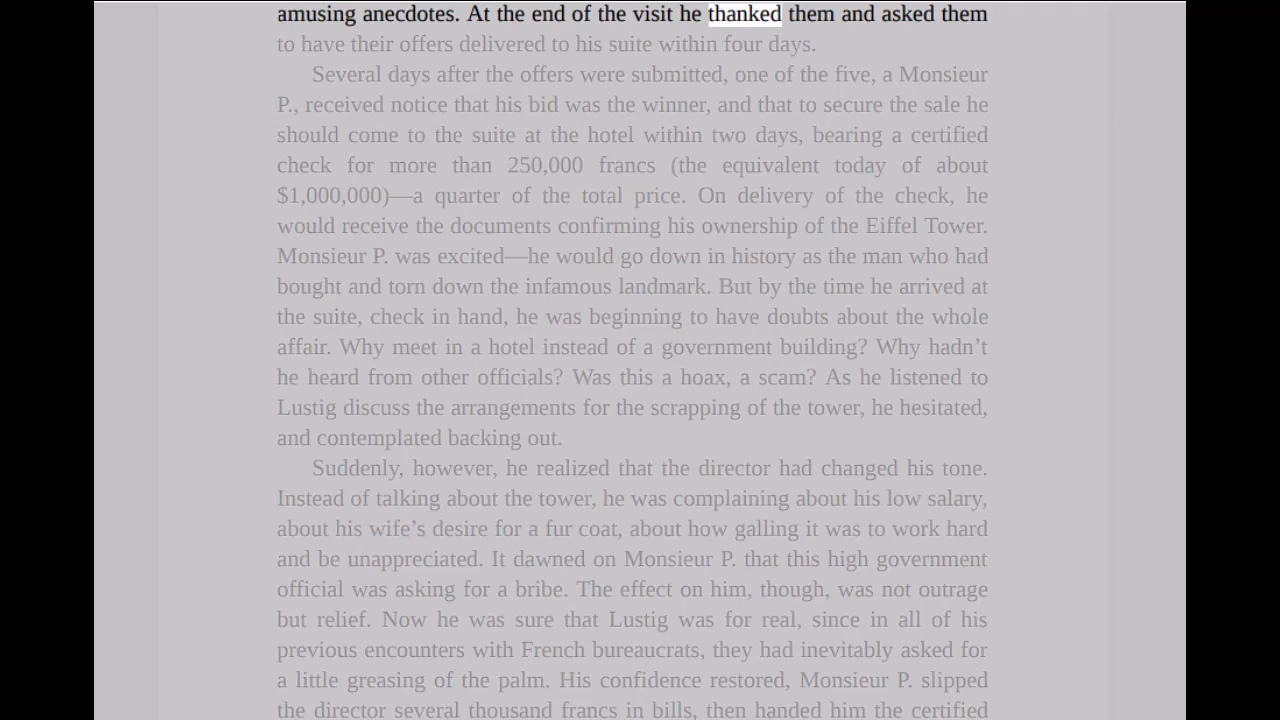 amusing anecdotes. At the end of the visit he thanked them and asked them
to have their offers delivered to his suite within four days.
Several days after the offers were submitted, one of the five, a Monsieur
P., received notice that his bid was the winner, and that to secure the sale he
should come to the suite at the hotel within two days, bearing a certified
check for more than 250,000 francs (the equivalent today of about
$1,000,000)—a quarter of the total price. On delivery of the check, he
would receive the documents confirming his ownership of the Eiffel Tower.
Monsieur P. was excited—he would go down in history as the man who had
bought and torn down the infamous landmark. But by the time he arrived at
the suite, check in hand, he was beginning to have doubts about the whole
affair. Why meet in a hotel instead of a government building? Why hadn’t
he heard from other officials? Was this a hoax, a scam? As he listened to
Lustig discuss the arrangements for the scrapping of the tower, he hesitated,
and contemplated backing out.
Suddenly, however, he realized that the director had changed his tone.
Instead of talking about the tower, he was complaining about his low salary,
about his wife’s desire for a fur coat, about how galling it was to work hard
and be unappreciated. It dawned on Monsieur P. that this high government
official was asking for a bribe. The effect on him, though, was not outrage
but relief. Now he was sure that Lustig was for real, since in all of his
previous encounters with French bureaucrats, they had inevitably asked for
a little greasing of the palm. His confidence restored, Monsieur P. slipped
the director several thousand francs in bills, then handed him the certified